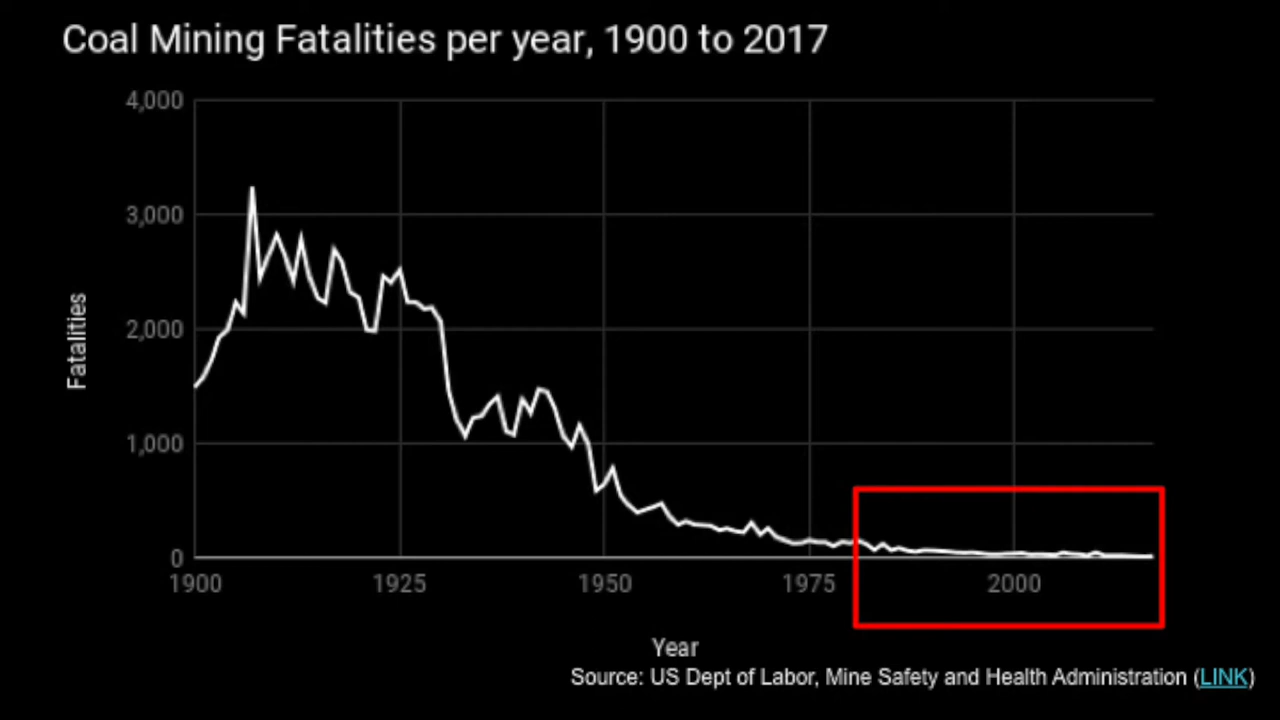 Coal Mining Fatalities per year, 1900 to 2017
4,000
3,000
2,000
1,000
0
Fatalities
1900 1925 1950 1975 2000
Year
Source: US Dept of Labor, Mine Safety and Health Administration (LINK)